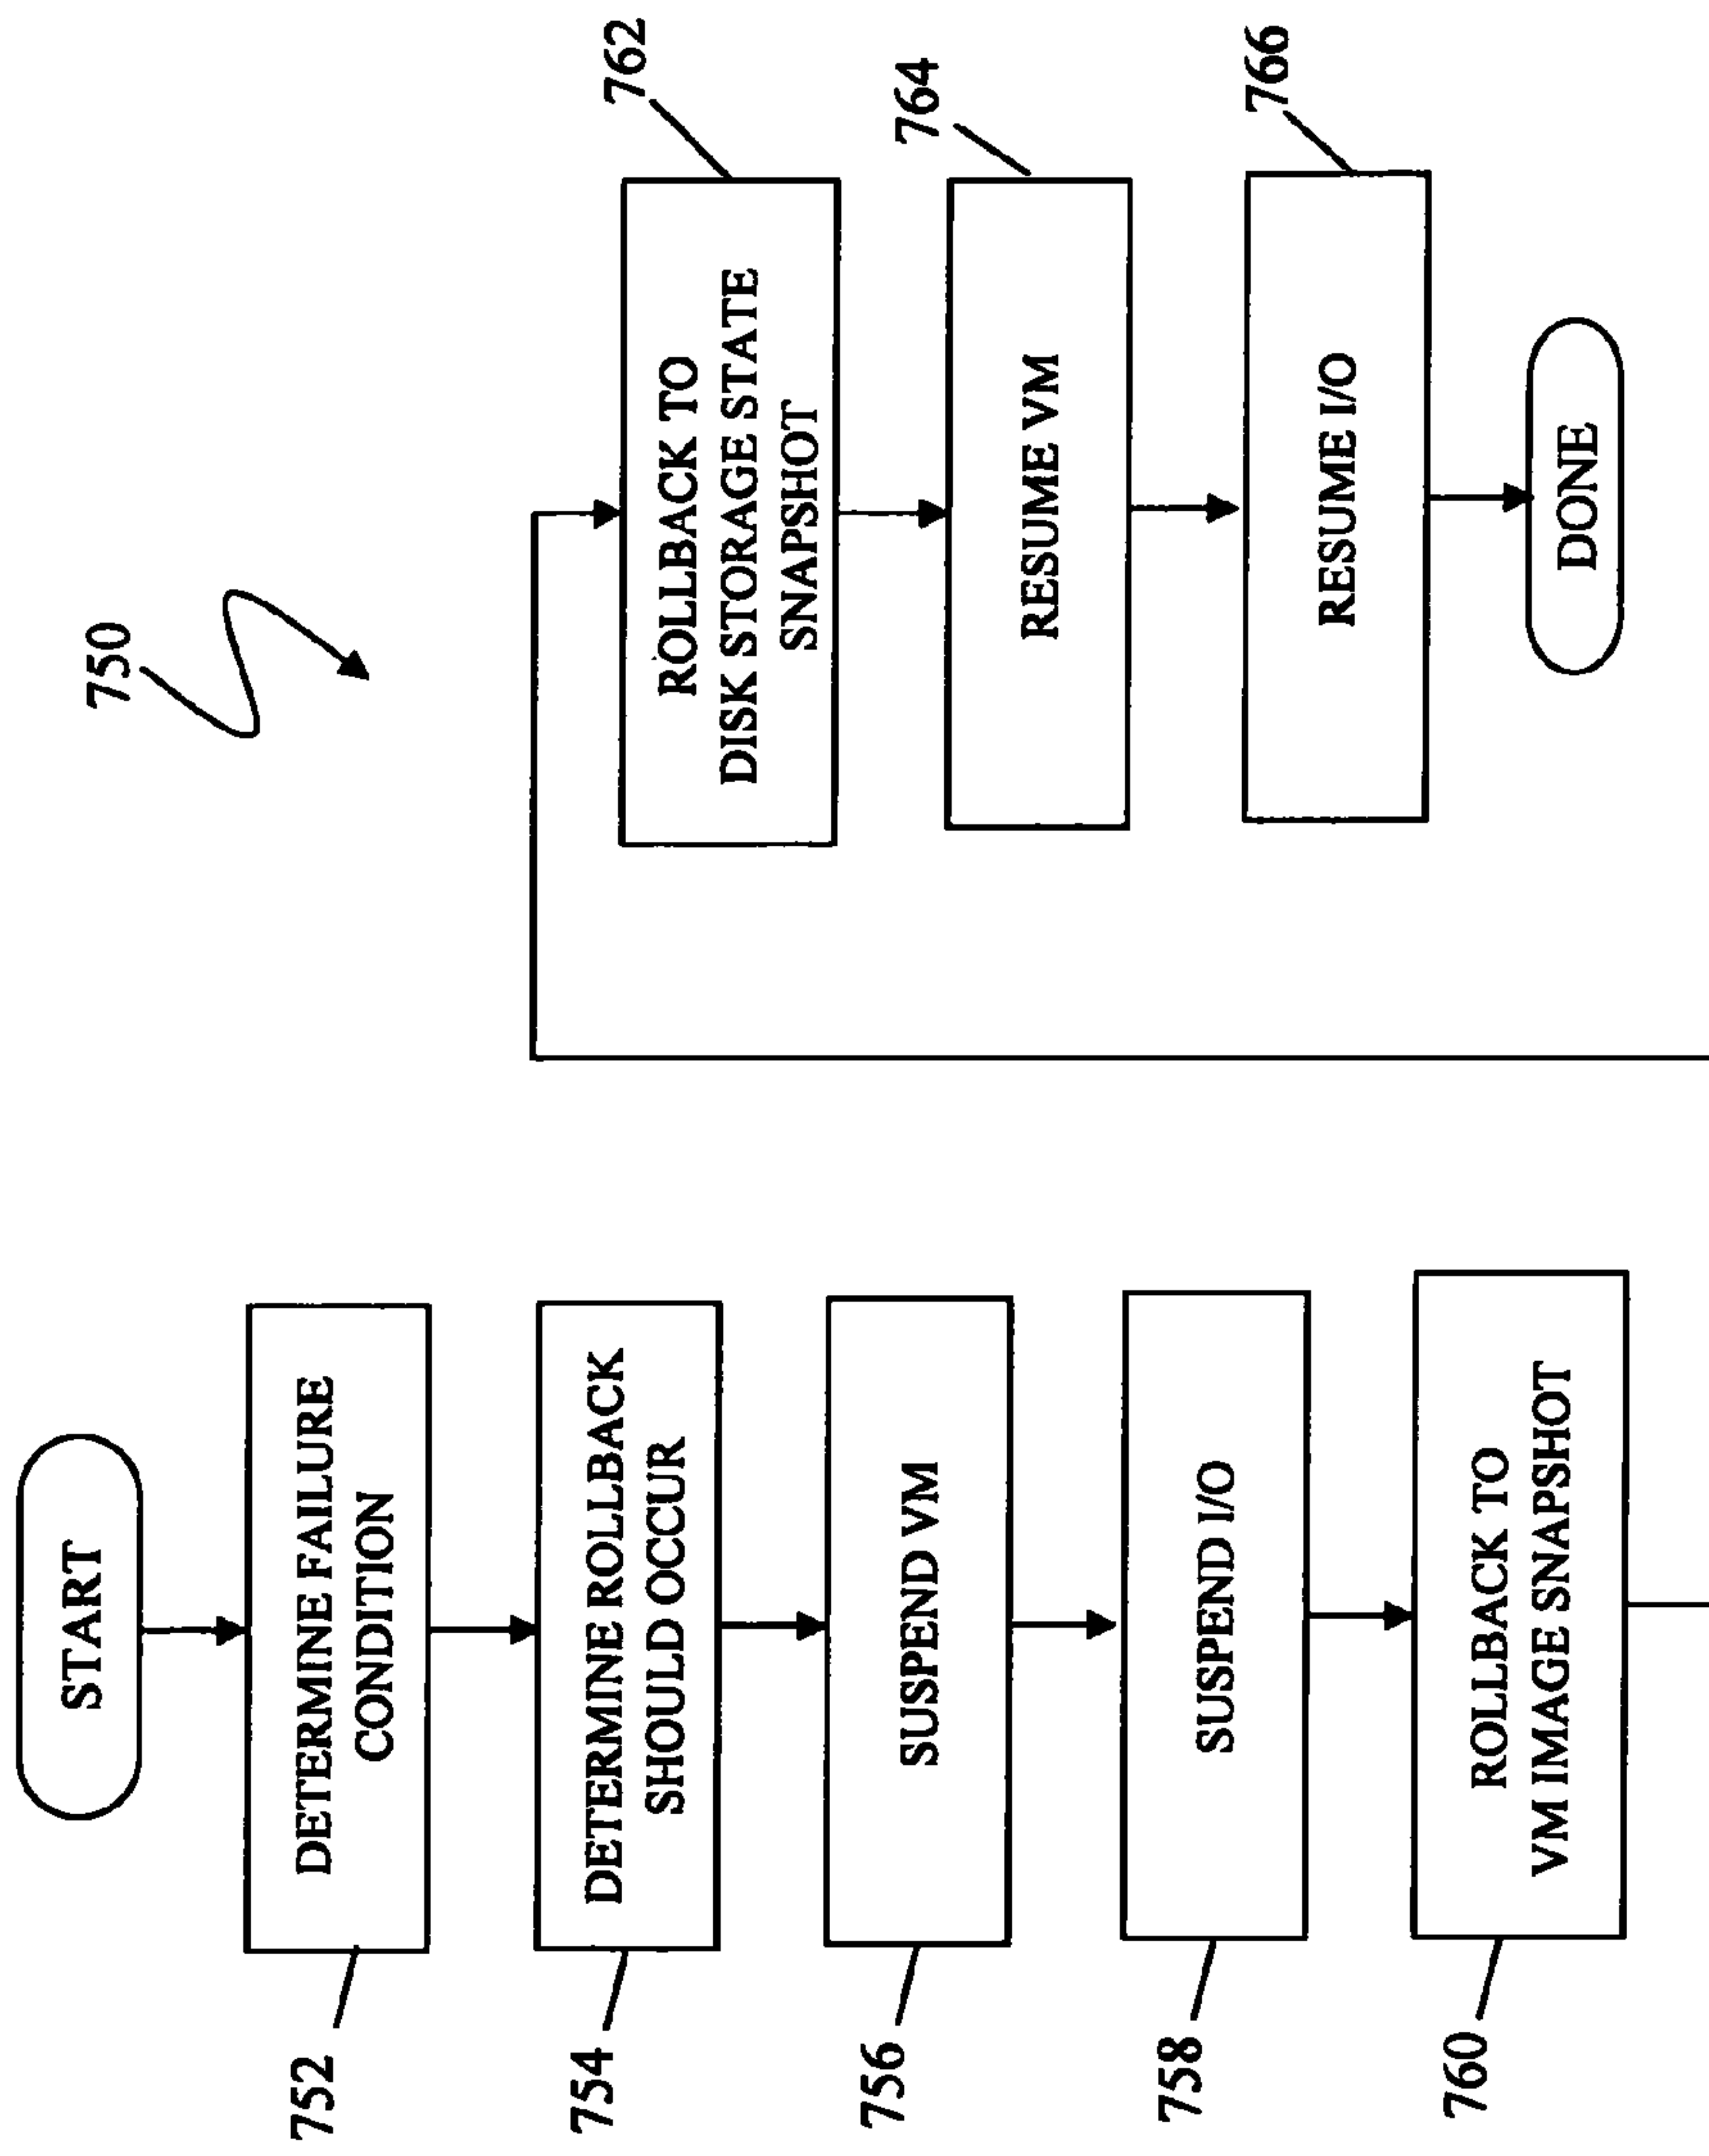 750
START
DETERMINE FAILURE
CONDITION
752
DETERMINE ROLLBACK
SHOULD OCCUR
754
SUSPEND VM
756
SUSPEND I/O
758
ROLLBACK TO
VM IMAGE SNAPSHOT
760
ROLLBACK TO
DISK STORAGE STATE
SNAPSHOT
762
RESUME VM
764
RESUME I/O
766
DONE